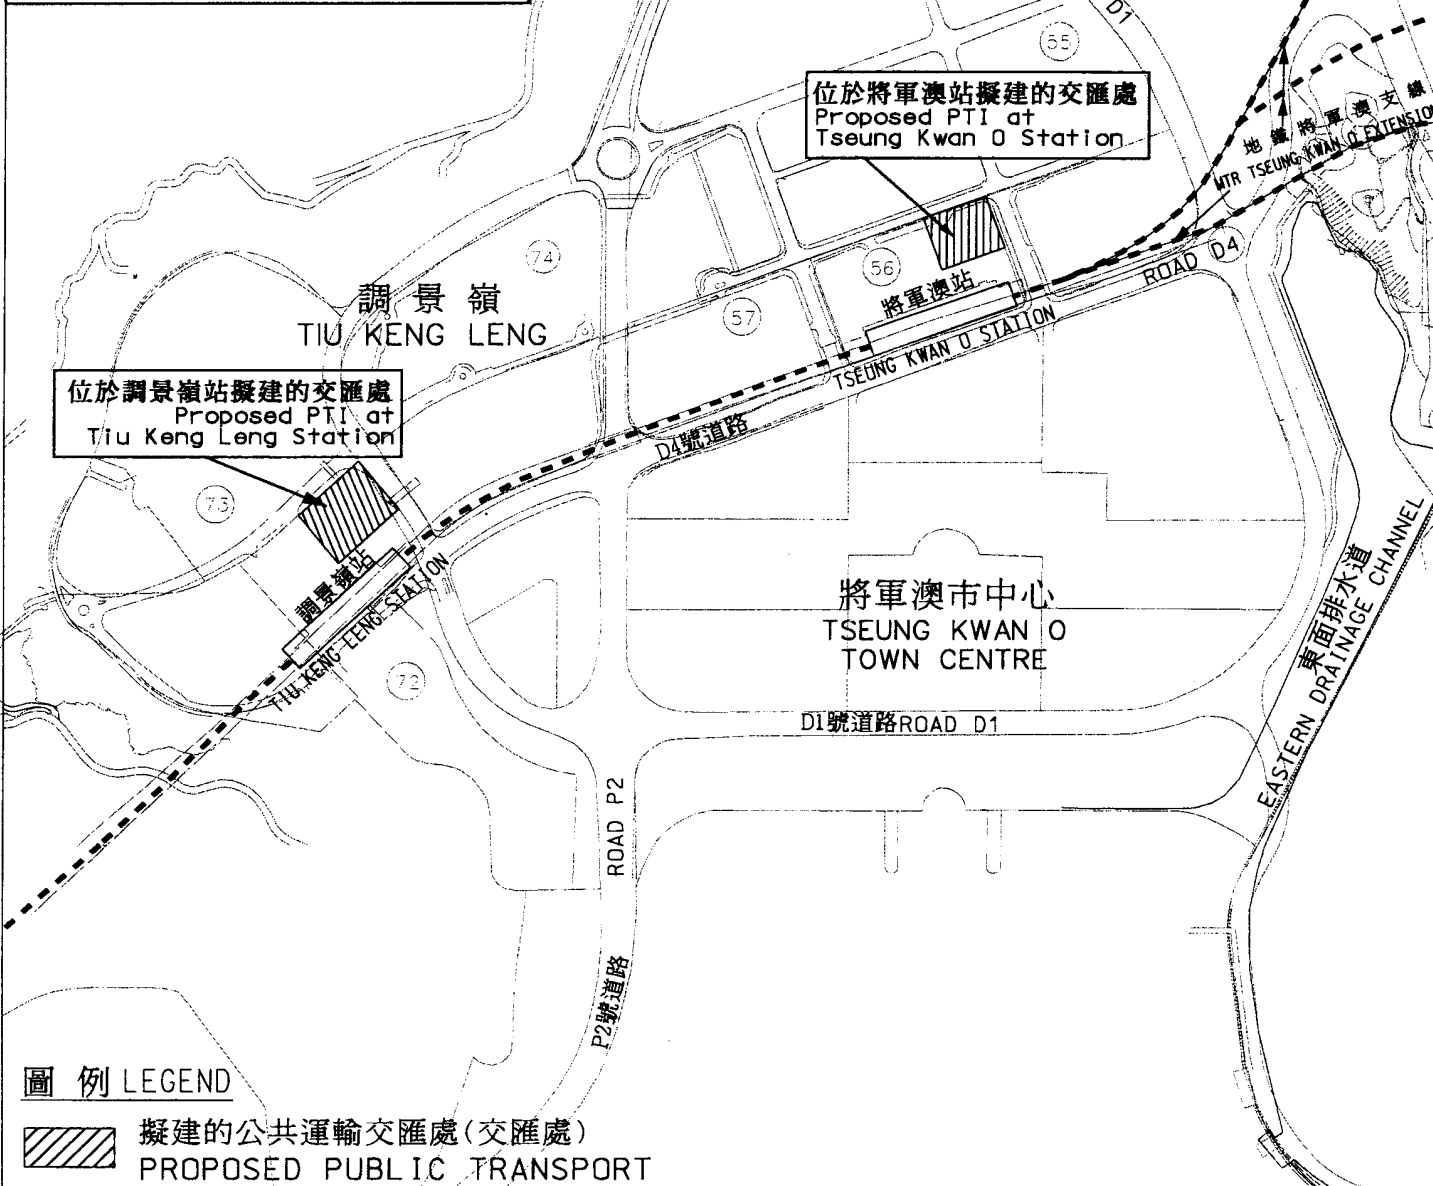 D1
55
位於將軍澳站擬建的交匯處
Proposed PTI at
Tseung Kwan O Station
地鐵將軍澳支線
MTR TSEUNG KWAN O EXTENSION
74
56
ROAD D4
將軍澳站
TSEUNG KWAN O STATION
調景嶺
TIU KENG LENG
57
位於調景嶺站擬建的交匯處
Proposed PTI at
Tiu Keng Leng Station
D4號道路
73
調景嶺站
TIU KENG LENG STATION
72
將軍澳市中心
TSEUNG KWAN O
TOWN CENTRE
東面排水道
EASTERN DRAINAGE CHANNEL
D1號道路ROAD D1
ROAD P2
P2號道路
圖例 LEGEND
擬建的公共運輸交匯處(交匯處)
PROPOSED PUBLIC TRANSPORT